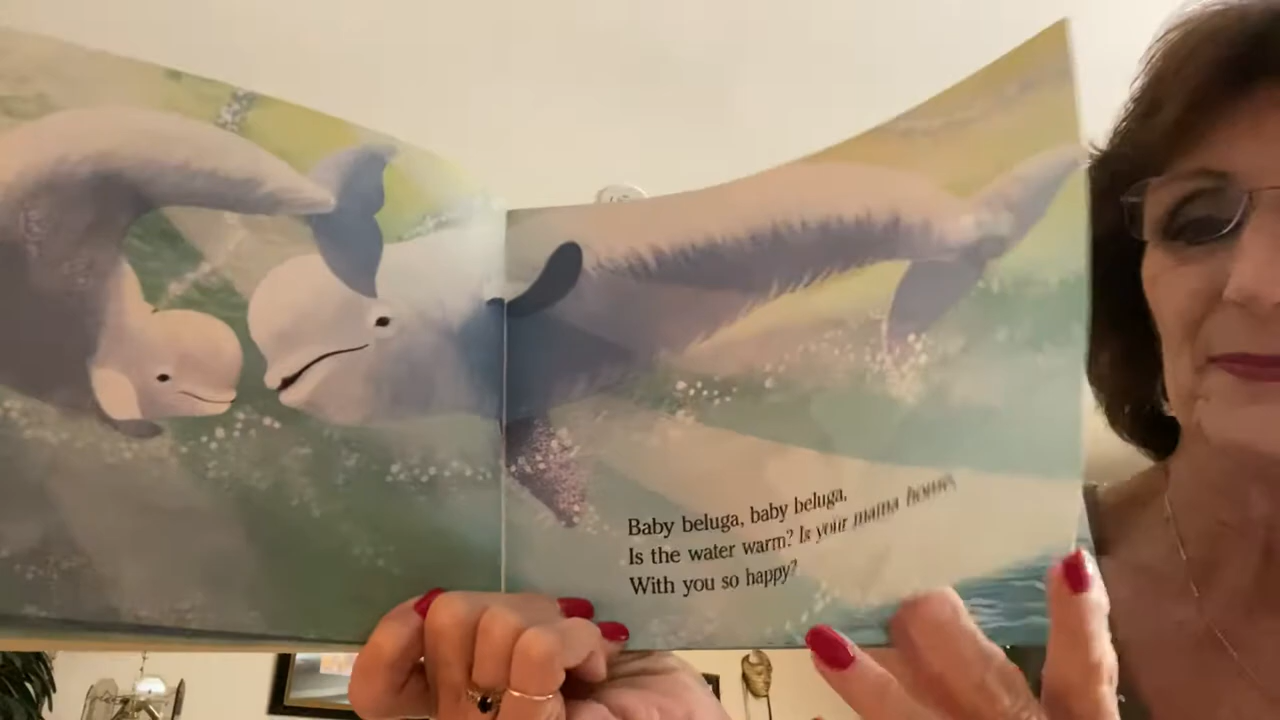 Baby beluga, baby beluga,
Is the water warm? Is your mama home,
With you so happy?